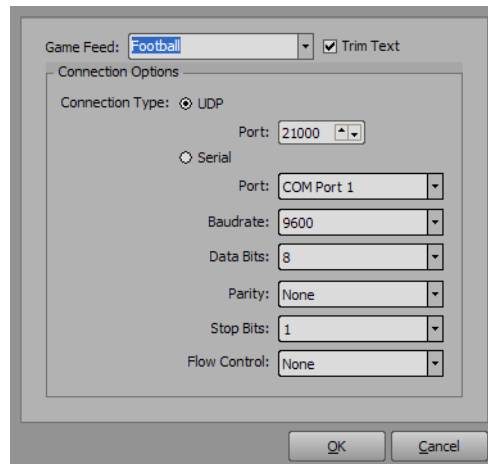 Game Feed: Football Trim Text
Connection Options
Connection Type: UDP
Port: 21000
Serial
Port: COM Port 1
Baudrate: 9600
Data Bits: 8
Parity: None
Stop Bits: 1
Flow Control: None
OK Cancel